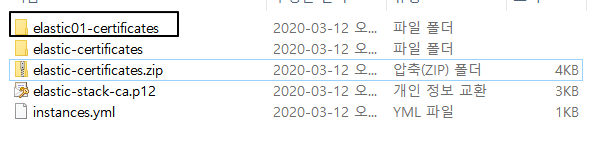 elastic01-certificates 2020-03-12 오... 파일 폴더
elastic-certificates 2020-03-12 오... 파일 폴더
elastic-certificates.zip 2020-03-12 오... 압축(ZIP) 폴더 4KB
elastic-stack-ca.p12 2020-03-12 오... 개인 정보 교환 3KB
instances.yml 2020-03-12 오... YML 파일 1KB